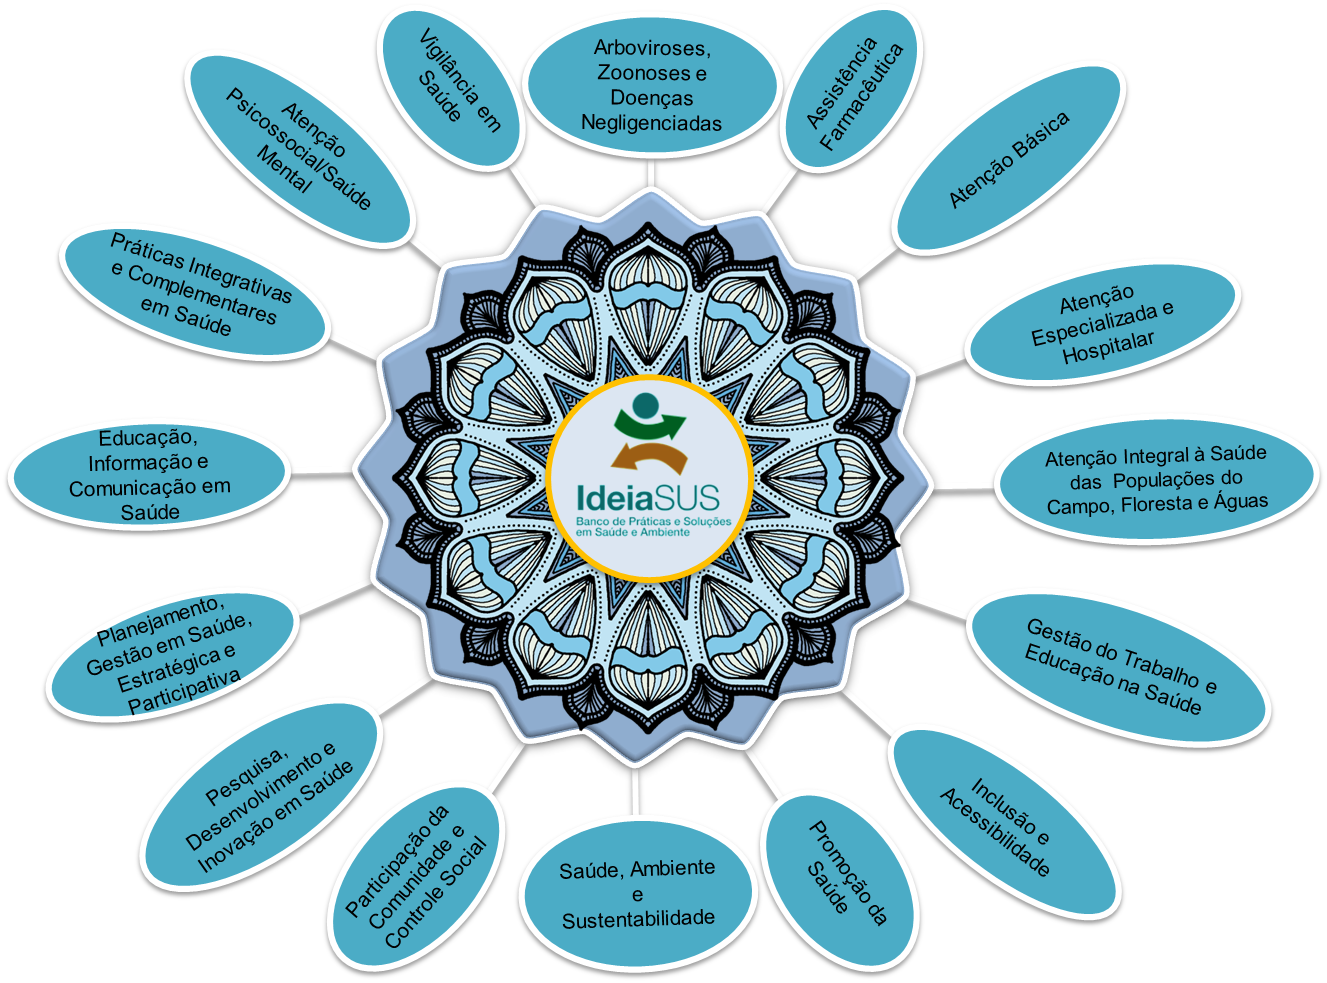 Arboviroses,
Zoonoses e
Doenças
Negligenciadas
Assistência
Farmacêutica
Atenção Básica
Atenção
Especializada e
Hospitalar
Atenção Integral à Saúde
das Populações do
Campo, Floresta e Águas
Gestão do Trabalho e
Educação na Saúde
Inclusão e
Acessibilidade
Promoção da
Saúde
Saúde, Ambiente
e
Sustentabilidade
Participação da
Comunidade e
Controle Social
Pesquisa,
Desenvolvimento e
Inovação em Saúde
Planejamento,
Gestão em Saúde,
Estratégica e
Participativa
Educação,
Informação e
Comunicação em
Saúde
Práticas Integrativas
e Complementares
em Saúde
Atenção
Psicossocial/Saúde
Mental
Vigilância em
Saúde
IdeiaSUS
Banco de Práticas e Soluções
em Saúde e Ambiente